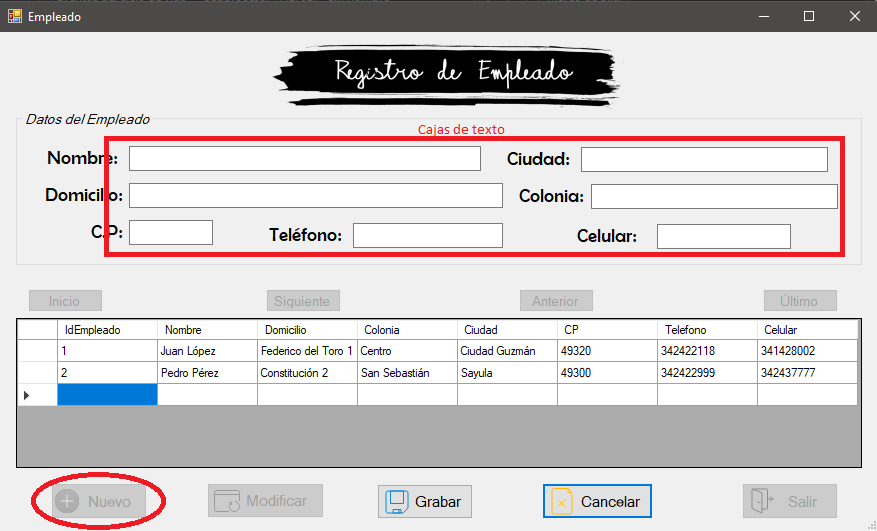 Empleado
Registro de Empleado
Datos del Empleado
Cajas de texto
Nombre: Ciudad:
Domicilio: Colonia:
C.P: Teléfono: Celular:
Inicio Siguiente Anterior Último
IdEmpleado Nombre Domicilio Colonia Ciudad CP Telefono Celular
1 Juan López Federico del Toro 1 Centro Ciudad Guzmán 49320 342422118 341428002
2 Pedro Pérez Constitución 2 San Sebastián Sayula 49300 342422999 342437777
Nuevo Modificar Grabar Cancelar Salir